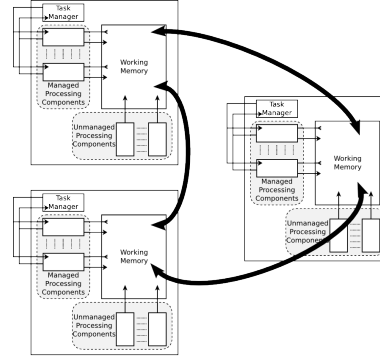 Task
Manager
Working
Memory
Managed
Processing
Components
Unmanaged
Processing
Components
Task
Manager
Working
Memory
Managed
Processing
Components
Unmanaged
Processing
Components
Task
Manager
Working
Memory
Managed
Processing
Components
Unmanaged
Processing
Components